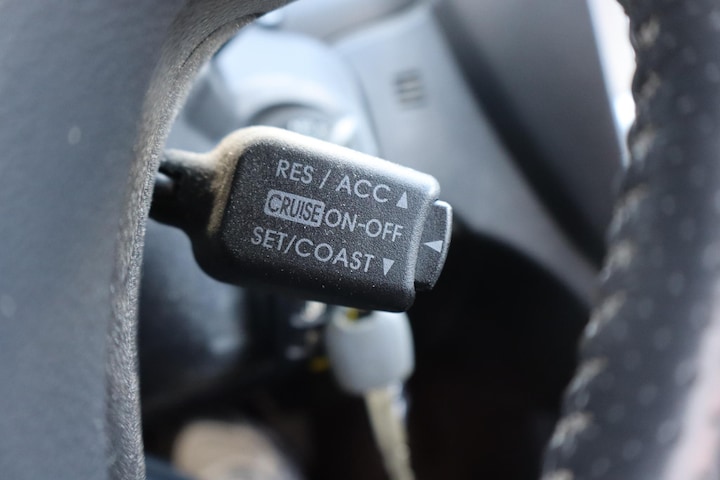 RES / ACC ▲
CRUISE ON-OFF ◀
SET/COAST ▼